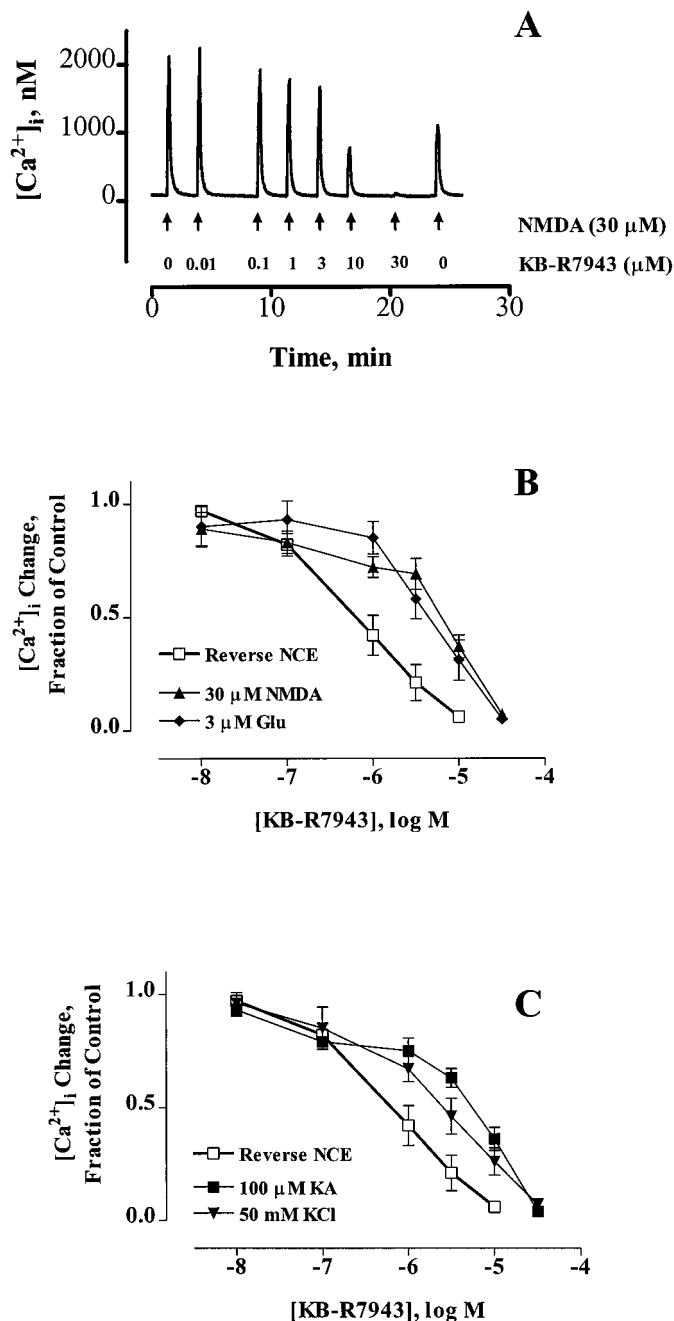 A
[Ca²⁺]ᵢ, nM
2000
1000
0
NMDA (30 μM)
0 0.01 0.1 1 3 10 30 0 KB-R7943 (μM)
0 10 20 30
Time, min
B
[Ca²⁺]ᵢ Change,
Fraction of Control
1.0
0.5
0.0
Reverse NCE
30 μM NMDA
3 μM Glu
-8 -7 -6 -5 -4
[KB-R7943], log M
C
[Ca²⁺]ᵢ Change,
Fraction of Control
1.0
0.5
0.0
Reverse NCE
100 μM KA
50 mM KCl
-8 -7 -6 -5 -4
[KB-R7943], log M